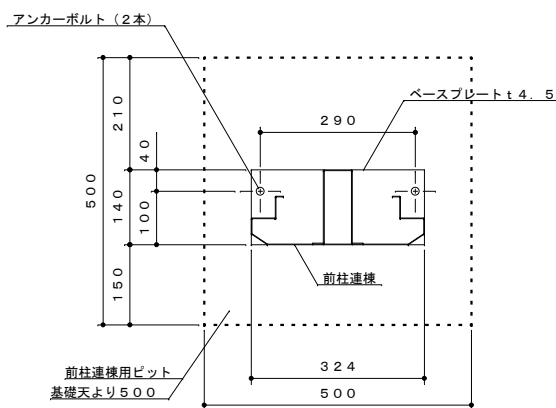 アンカーボルト（2本）
ベースプレートｔ４．５
２９０
２１０
４０
５００
１４０
１００
１５０
前柱連棟
前柱連棟用ピット
基礎天より５００
３２４
５００